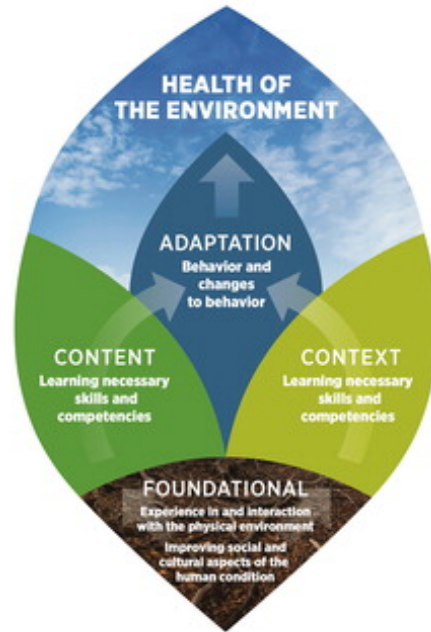 HEALTH OF
THE ENVIRONMENT
ADAPTATION
Behavior and
changes
to behavior
CONTENT
Learning necessary
skills and
competencies
CONTEXT
Learning necessary
skills and
competencies
FOUNDATIONAL
Experience in and interaction
with the physical environment
Improving social and
cultural aspects of the
human condition